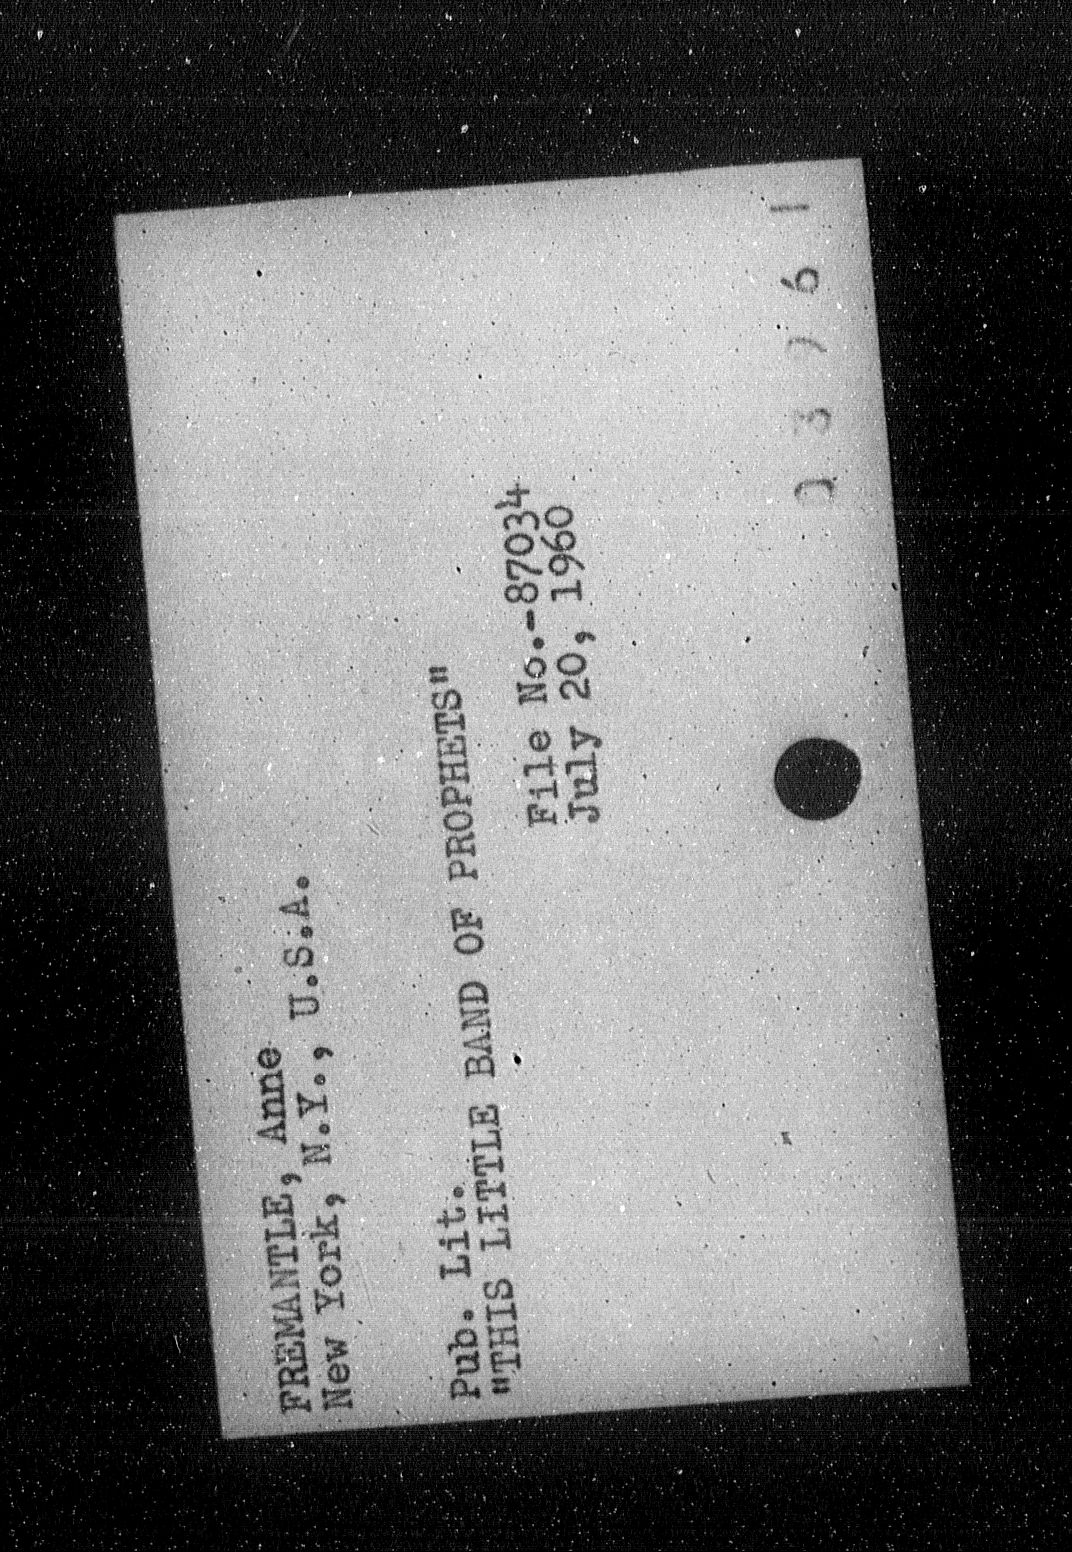 FREMANTLE, Anne
New York, N.Y., U.S.A.
Pub. Lit.
"THIS LITTLE BAND OF PROPHETS"
File No.-87034
July 20, 1960